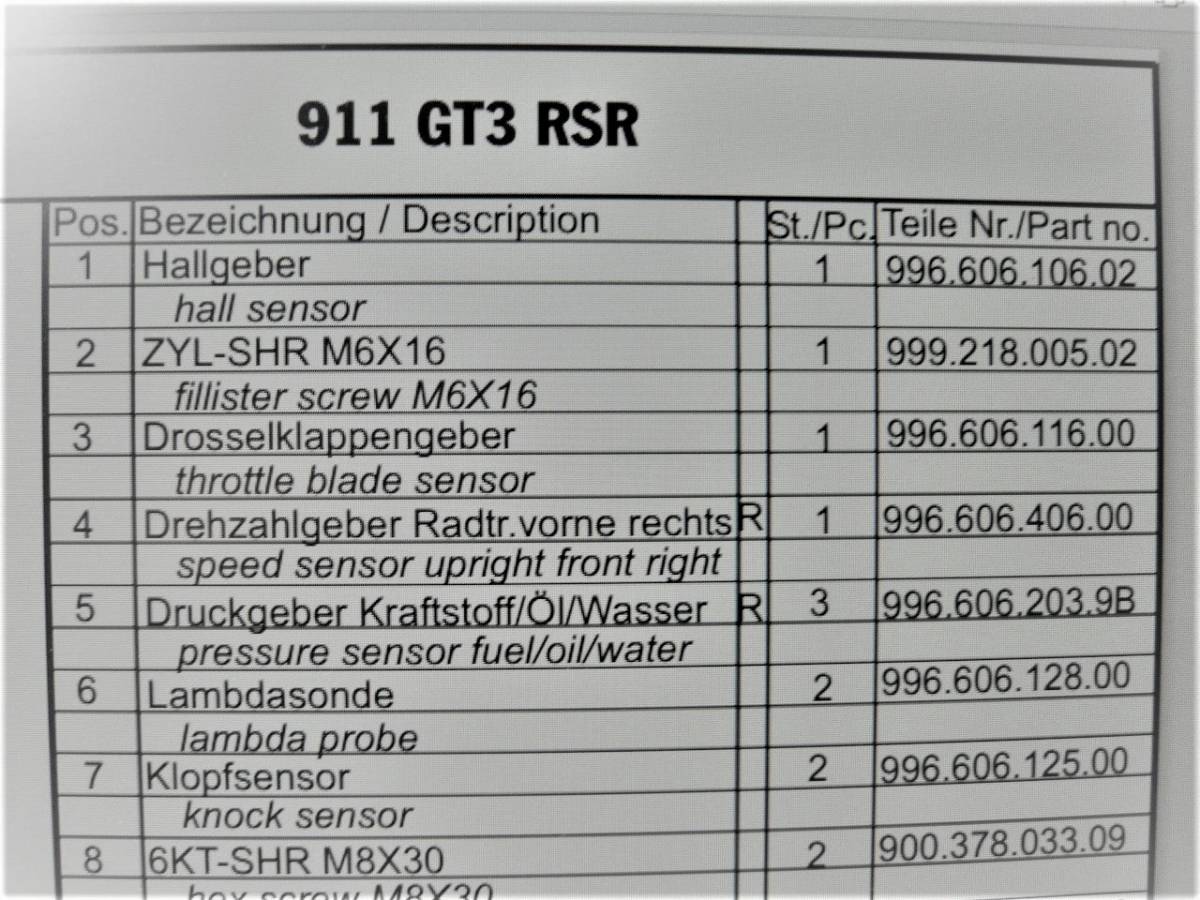 911 GT3 RSR
Pos. Bezeichnung / Description St./Pc. Teile Nr./Part no.
1 Hallgeber 1 996.606.106.02
hall sensor
2 ZYL-SHR M6X16 1 999.218.005.02
fillister screw M6X16
3 Drosselklappengeber 1 996.606.116.00
throttle blade sensor
4 Drehzahlgeber Radtr.vorne rechts R 1 996.606.406.00
speed sensor upright front right
5 Druckgeber Kraftstoff/Öl/Wasser R 3 996.606.203.9B
pressure sensor fuel/oil/water
6 Lambdasonde 2 996.606.128.00
lambda probe
7 Klopfsensor 2 996.606.125.00
knock sensor
8 6KT-SHR M8X30 2 900.378.033.09
hex screw M8X30